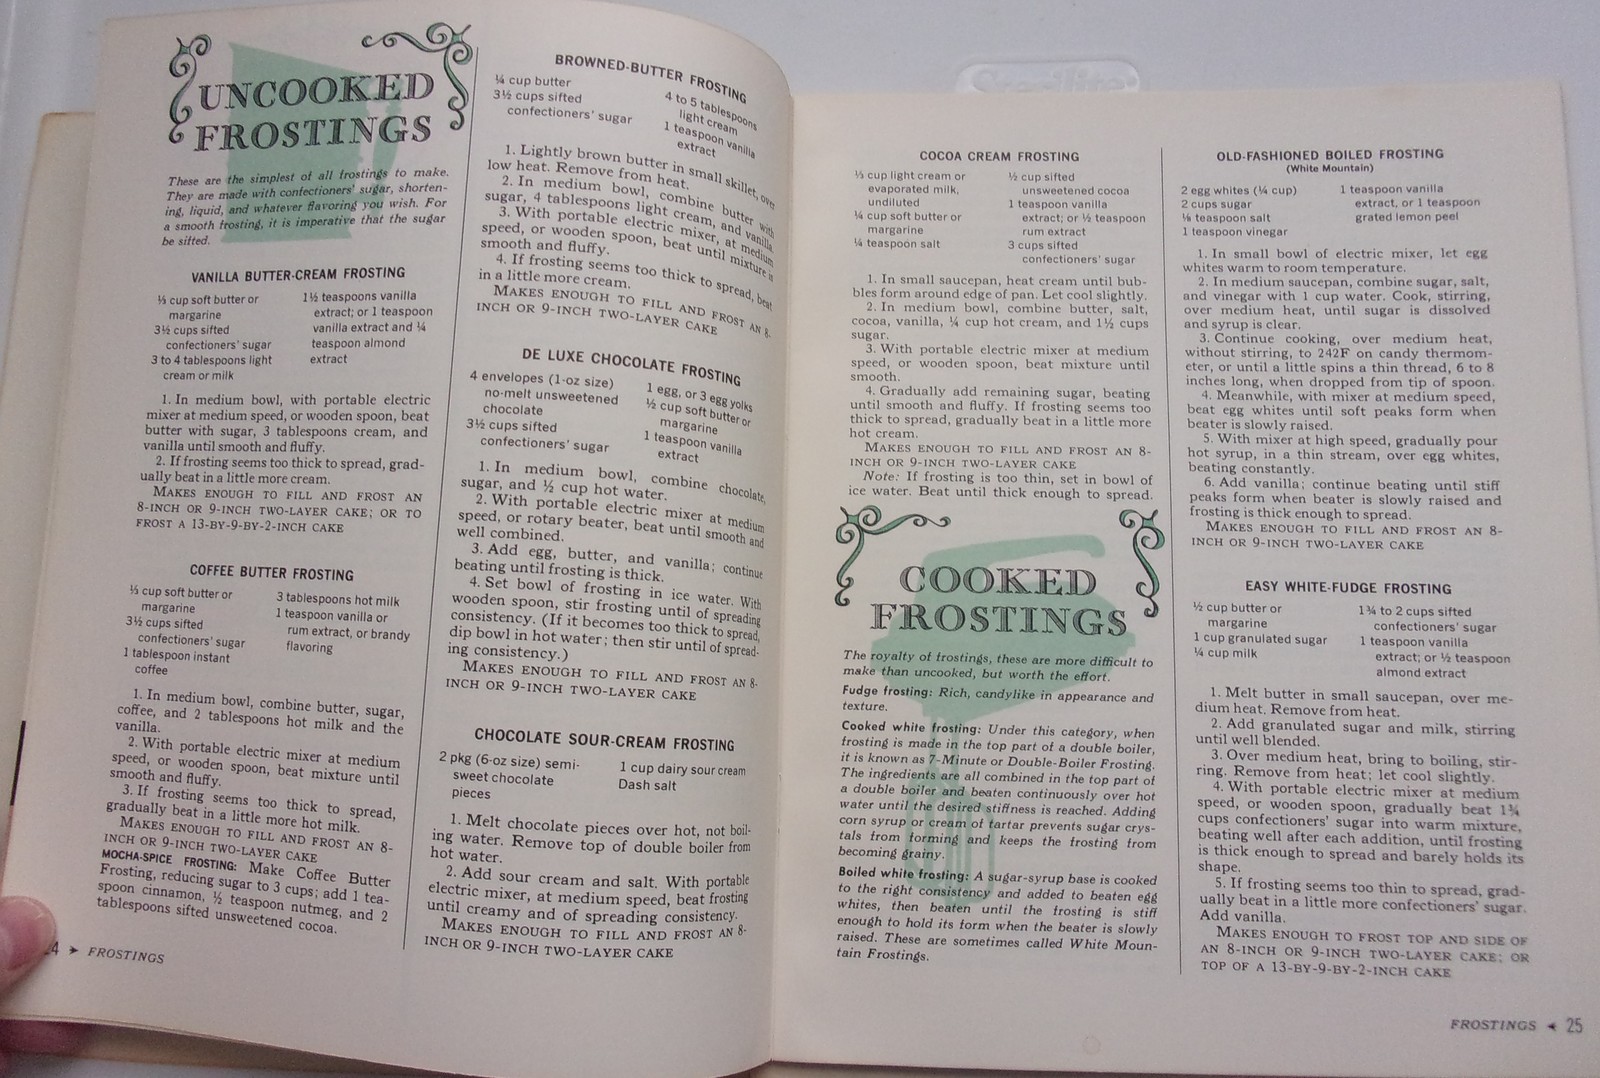 UNCOOKED
FROSTINGS
These are the simplest of all frostings to make.
They are made with confectioners' sugar, shorten-
ing, liquid, and whatever flavoring you wish. For
a smooth frosting, it is imperative that the sugar
be sifted.
VANILLA BUTTER-CREAM FROSTING
⅓ cup soft butter or
margarine
3½ cups sifted
confectioners' sugar
3 to 4 tablespoons light
cream or milk
1½ teaspoons vanilla
extract; or 1 teaspoon
vanilla extract and ¼
teaspoon almond
extract
1. In medium bowl, with portable electric
mixer at medium speed, or wooden spoon, beat
butter with sugar, 3 tablespoons cream, and
vanilla until smooth and fluffy.
2. If frosting seems too thick to spread, grad-
ually beat in a little more cream.
MAKES ENOUGH TO FILL AND FROST AN
8-INCH OR 9-INCH TWO-LAYER CAKE; OR TO
FROST A 13-BY-9-BY-2-INCH CAKE
COFFEE BUTTER FROSTING
⅓ cup soft butter or
margarine
3½ cups sifted
confectioners' sugar
1 tablespoon instant
coffee
3 tablespoons hot milk
1 teaspoon vanilla or
rum extract, or brandy
flavoring
1. In medium bowl, combine butter, sugar,
coffee, and 2 tablespoons hot milk and the
vanilla.
2. With portable electric mixer at medium
speed, or wooden spoon, beat mixture until
smooth and fluffy.
3. If frosting seems too thick to spread,
gradually beat in a little more hot milk.
MAKES ENOUGH TO FILL AND FROST AN 8-
INCH OR 9-INCH TWO-LAYER CAKE
MOCHA-SPICE FROSTING: Make Coffee Butter
Frosting, reducing sugar to 3 cups; add 1 tea-
spoon cinnamon, ½ teaspoon nutmeg, and 2
tablespoons sifted unsweetened cocoa.
4 ➤ FROSTINGS
BROWNED-BUTTER FROSTING
¼ cup butter
3½ cups sifted
confectioners' sugar
4 to 5 tablespoons
light cream
1 teaspoon vanilla
extract
1. Lightly brown butter in small skillet, over
low heat. Remove from heat.
2. In medium bowl, combine butter with
sugar, 4 tablespoons light cream, and vanilla.
3. With portable electric mixer, at medium
speed, or wooden spoon, beat until mixture is
smooth and fluffy.
4. If frosting seems too thick to spread, beat
in a little more cream.
MAKES ENOUGH TO FILL AND FROST AN 8-
INCH OR 9-INCH TWO-LAYER CAKE
DE LUXE CHOCOLATE FROSTING
4 envelopes (1-oz size)
no-melt unsweetened
chocolate
3½ cups sifted
confectioners' sugar
1 egg, or 3 egg yolks
½ cup soft butter or
margarine
1 teaspoon vanilla
extract
1. In medium bowl, combine chocolate,
sugar, and ½ cup hot water.
2. With portable electric mixer at medium
speed, or rotary beater, beat until smooth and
well combined.
3. Add egg, butter, and vanilla; continue
beating until frosting is thick.
4. Set bowl of frosting in ice water. With
wooden spoon, stir frosting until of spreading
consistency. (If it becomes too thick to spread,
dip bowl in hot water; then stir until of spread-
ing consistency.)
MAKES ENOUGH TO FILL AND FROST AN 8-
INCH OR 9-INCH TWO-LAYER CAKE
CHOCOLATE SOUR-CREAM FROSTING
2 pkg (6-oz size) semi-
sweet chocolate
pieces
1 cup dairy sour cream
Dash salt
1. Melt chocolate pieces over hot, not boil-
ing water. Remove top of double boiler from
hot water.
2. Add sour cream and salt. With portable
electric mixer, at medium speed, beat frosting
until creamy and of spreading consistency.
MAKES ENOUGH TO FILL AND FROST AN 8-
INCH OR 9-INCH TWO-LAYER CAKE
COCOA CREAM FROSTING
⅓ cup light cream or
evaporated milk,
undiluted
¼ cup soft butter or
margarine
¼ teaspoon salt
½ cup sifted
unsweetened cocoa
1 teaspoon vanilla
extract; or ½ teaspoon
rum extract
3 cups sifted
confectioners' sugar
1. In small saucepan, heat cream until bub-
bles form around edge of pan. Let cool slightly.
2. In medium bowl, combine butter, salt,
cocoa, vanilla, ¼ cup hot cream, and 1½ cups
sugar.
3. With portable electric mixer at medium
speed, or wooden spoon, beat mixture until
smooth.
4. Gradually add remaining sugar, beating
until smooth and fluffy. If frosting seems too
thick to spread, gradually beat in a little more
hot cream.
MAKES ENOUGH TO FILL AND FROST AN 8-
INCH OR 9-INCH TWO-LAYER CAKE
Note: If frosting is too thin, set in bowl of
ice water. Beat until thick enough to spread.
COOKED
FROSTINGS
The royalty of frostings, these are more difficult to
make than uncooked, but worth the effort.
Fudge frosting: Rich, candylike in appearance and
texture.
Cooked white frosting: Under this category, when
frosting is made in the top part of a double boiler,
it is known as 7-Minute or Double-Boiler Frosting.
The ingredients are all combined in the top part of
a double boiler and beaten continuously over hot
water until the desired stiffness is reached. Adding
corn syrup or cream of tartar prevents sugar crys-
tals from forming and keeps the frosting from
becoming grainy.
Boiled white frosting: A sugar-syrup base is cooked
to the right consistency and added to beaten egg
whites, then beaten until the frosting is stiff
enough to hold its form when the beater is slowly
raised. These are sometimes called White Moun-
tain Frostings.
OLD-FASHIONED BOILED FROSTING
(White Mountain)
2 egg whites (¼ cup)
2 cups sugar
⅛ teaspoon salt
1 teaspoon vinegar
1 teaspoon vanilla
extract, or 1 teaspoon
grated lemon peel
1. In small bowl of electric mixer, let egg
whites warm to room temperature.
2. In medium saucepan, combine sugar, salt,
and vinegar with 1 cup water. Cook, stirring,
over medium heat, until sugar is dissolved
and syrup is clear.
3. Continue cooking, over medium heat,
without stirring, to 242F on candy thermom-
eter, or until a little spins a thin thread, 6 to 8
inches long, when dropped from tip of spoon.
4. Meanwhile, with mixer at medium speed,
beat egg whites until soft peaks form when
beater is slowly raised.
5. With mixer at high speed, gradually pour
hot syrup, in a thin stream, over egg whites,
beating constantly.
6. Add vanilla; continue beating until stiff
peaks form when beater is slowly raised and
frosting is thick enough to spread.
MAKES ENOUGH TO FILL AND FROST AN 8-
INCH OR 9-INCH TWO-LAYER CAKE
EASY WHITE-FUDGE FROSTING
½ cup butter or
margarine
1 cup granulated sugar
¼ cup milk
1¾ to 2 cups sifted
confectioners' sugar
1 teaspoon vanilla
extract; or ½ teaspoon
almond extract
1. Melt butter in small saucepan, over me-
dium heat. Remove from heat.
2. Add granulated sugar and milk, stirring
until well blended.
3. Over medium heat, bring to boiling, stir-
ring. Remove from heat; let cool slightly.
4. With portable electric mixer at medium
speed, or wooden spoon, gradually beat 1¾
cups confectioners' sugar into warm mixture,
beating well after each addition, until frosting
is thick enough to spread and barely holds its
shape.
5. If frosting seems too thin to spread, grad-
ually beat in a little more confectioners' sugar.
Add vanilla.
MAKES ENOUGH TO FROST TOP AND SIDE OF
AN 8-INCH OR 9-INCH TWO-LAYER CAKE; OR
TOP OF A 13-BY-9-BY-2-INCH CAKE
FROSTINGS ◄ 25